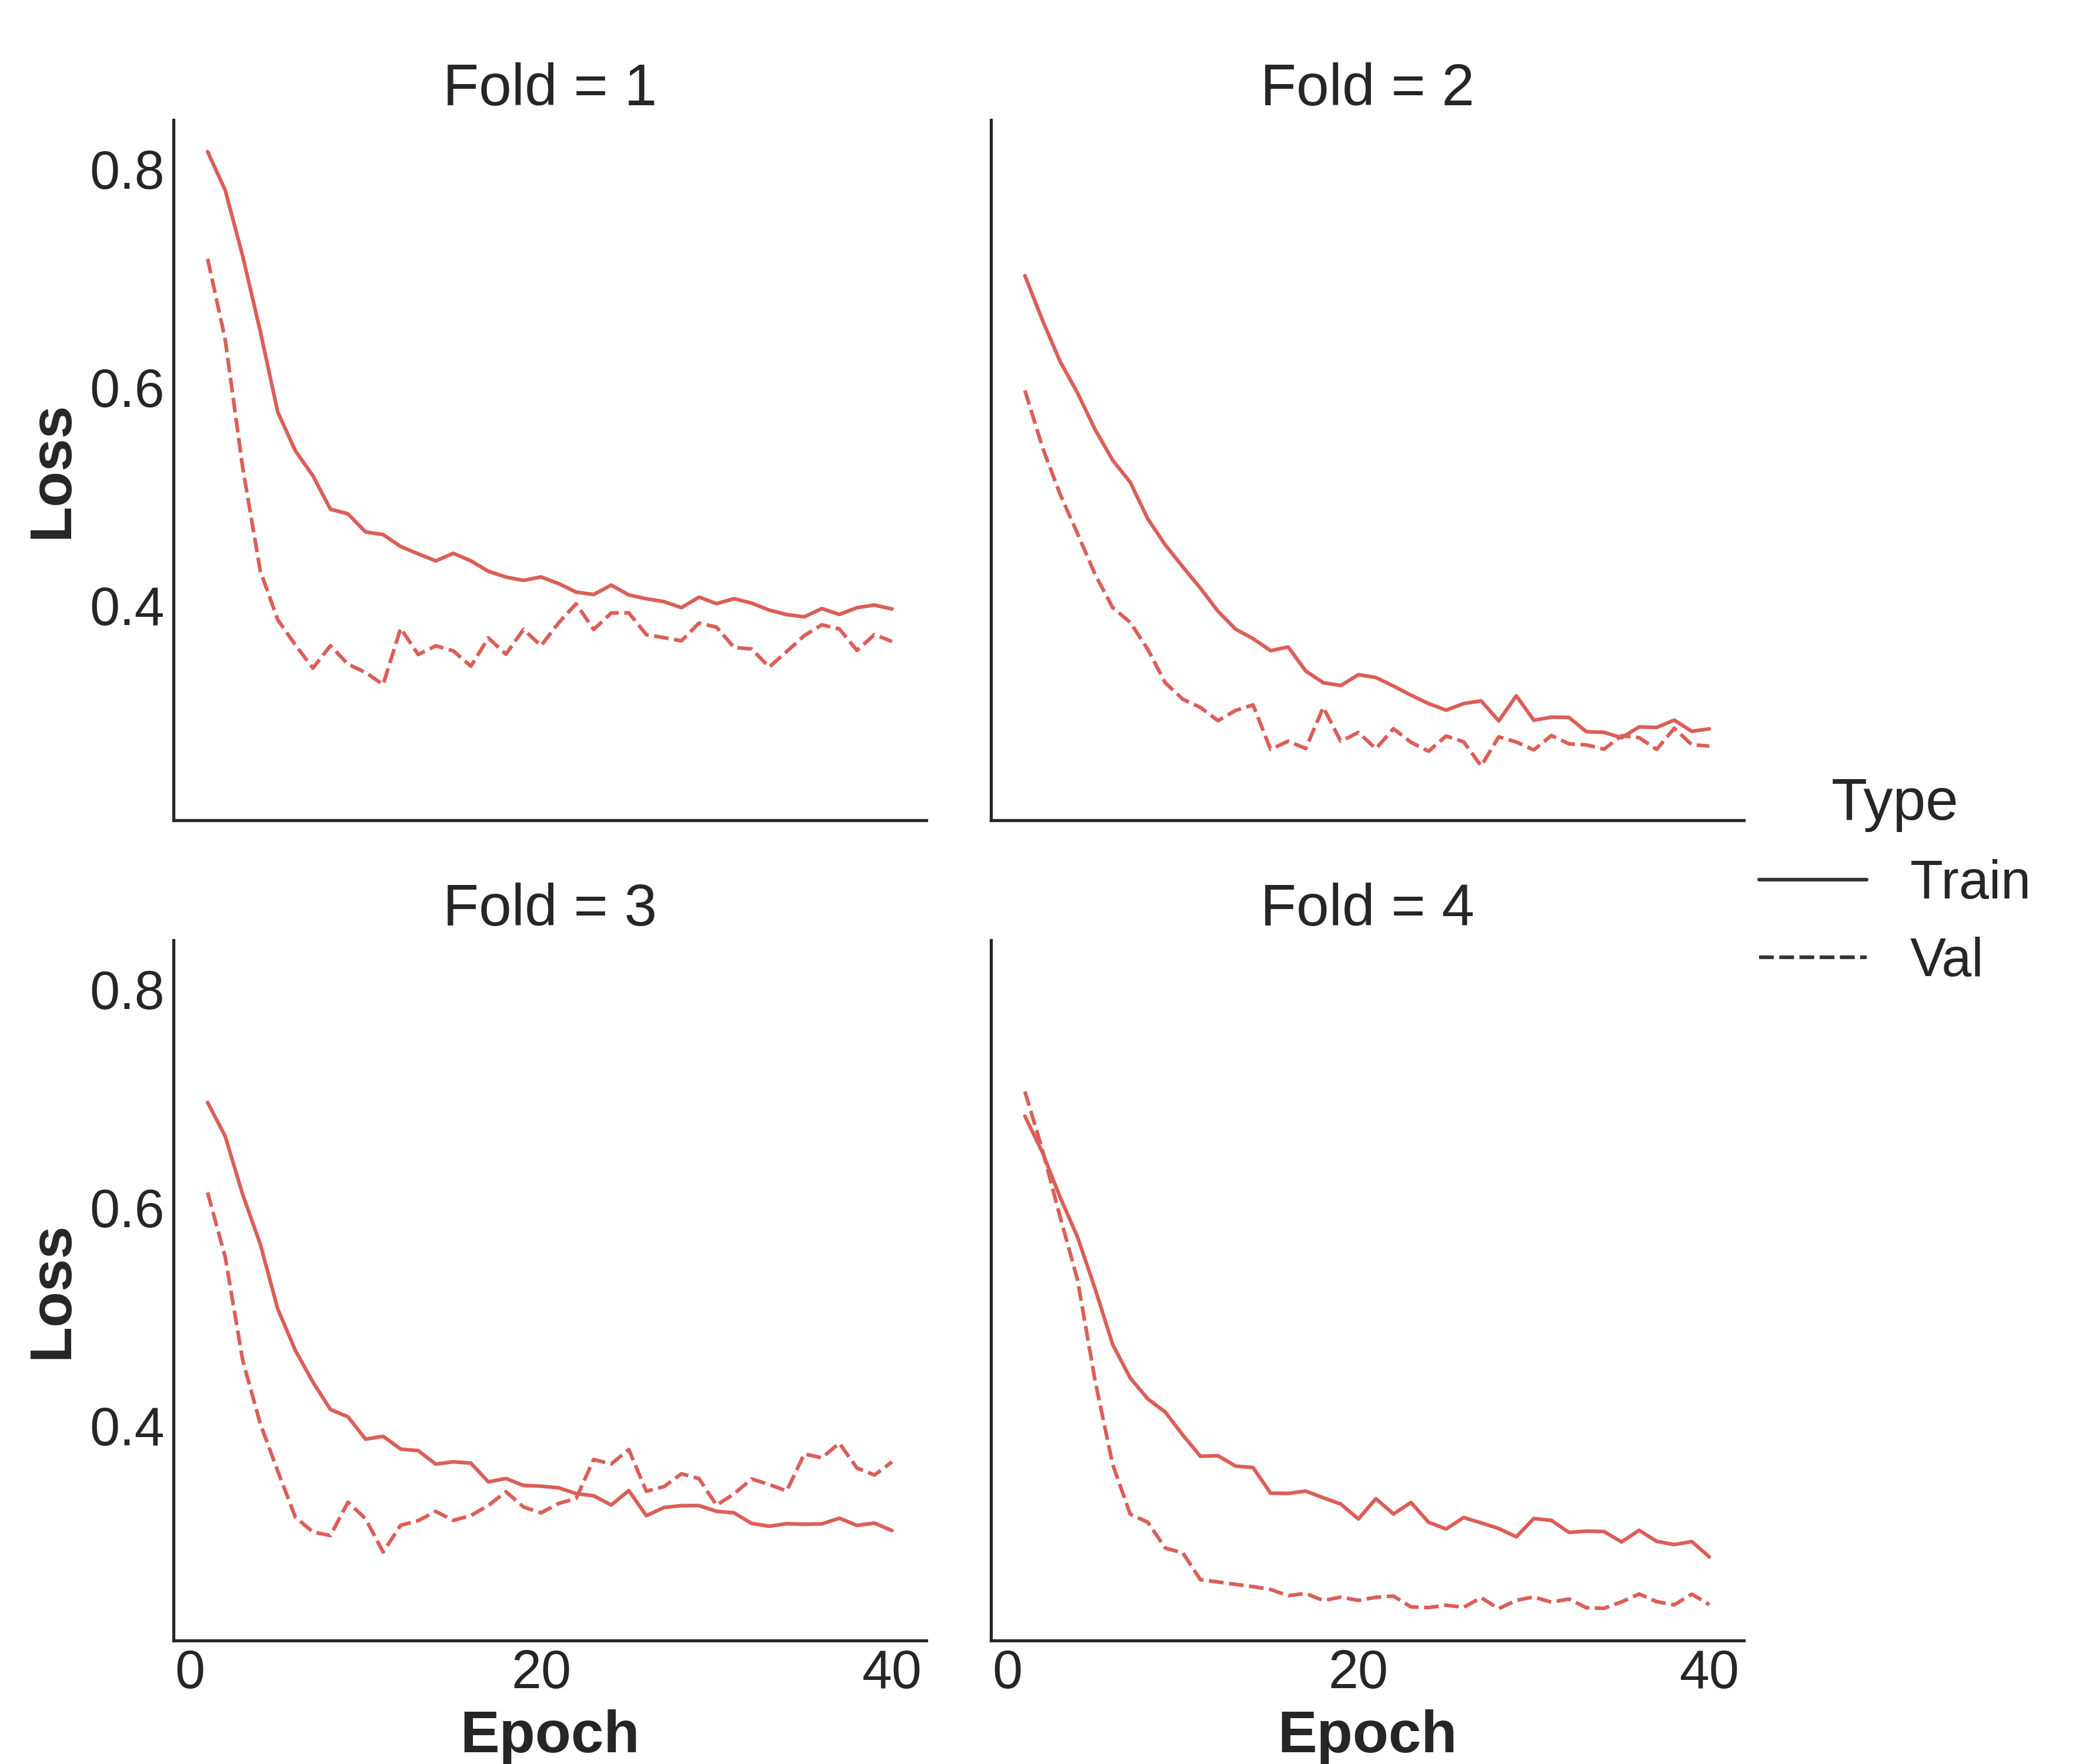 Fold = 1
Fold = 2
0.8
0.6
0.4
Loss
Type
Train
Val
Fold = 3
Fold = 4
0.8
0.6
0.4
Loss
0
20
40
0
20
40
Epoch
Epoch